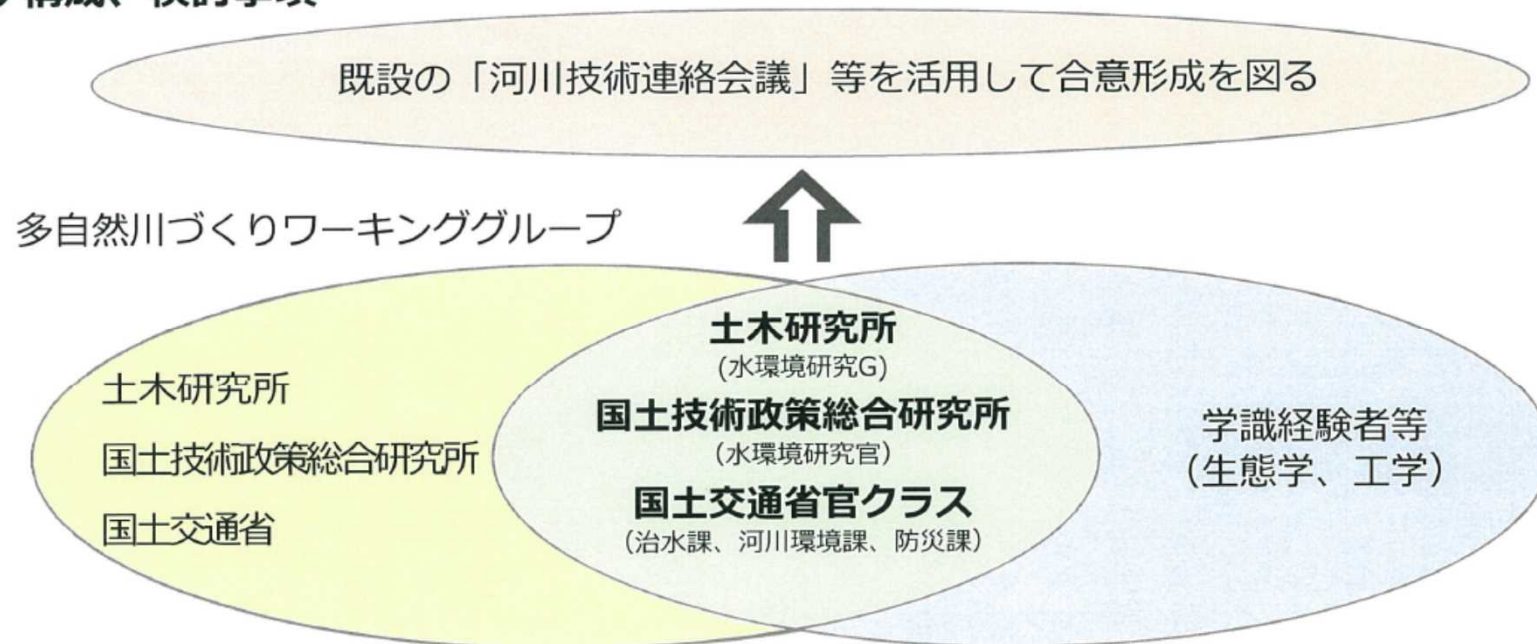 構成、検討事項
既設の「河川技術連絡会議」等を活用して合意形成を図る
多自然川づくりワーキンググループ
土木研究所
国土技術政策総合研究所
国土交通省
土木研究所
(水環境研究G)
国土技術政策総合研究所
(水環境研究官)
国土交通省官クラス
(治水課、河川環境課、防災課)
学識経験者等
(生態学、工学)